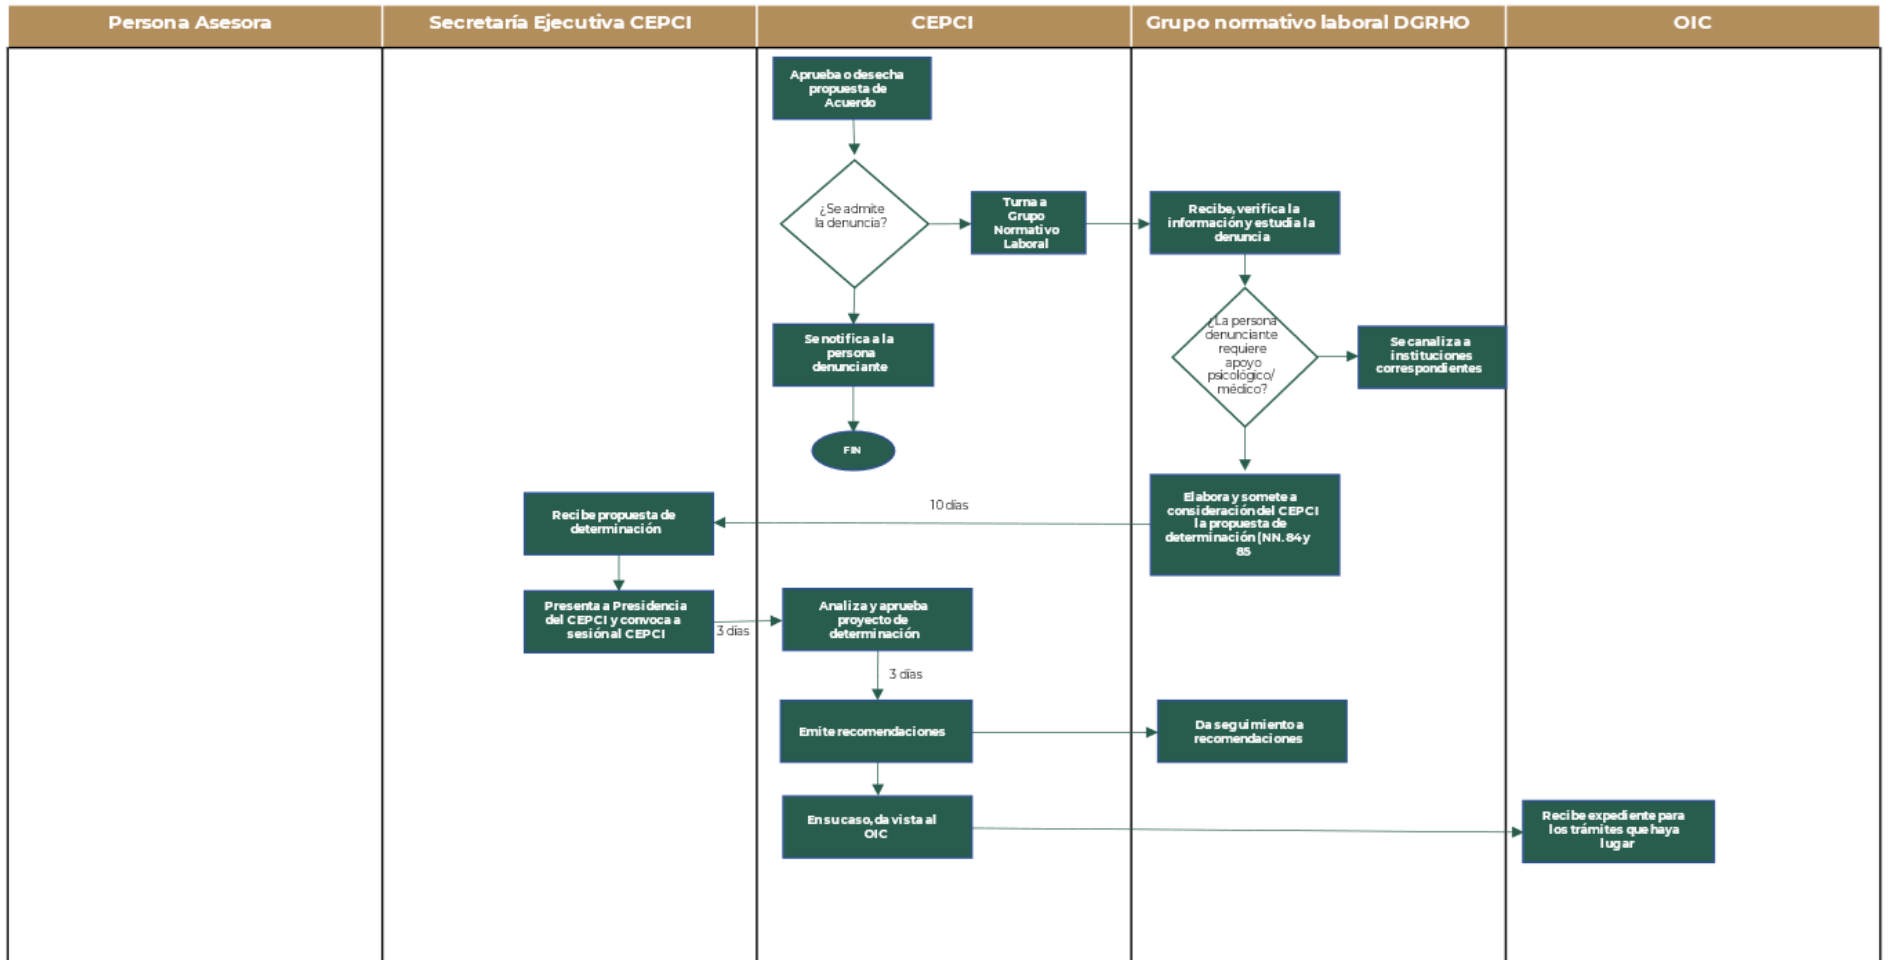 Persona Asesora
Secretaría Ejecutiva CEPCI
CEPCI
Grupo normativo laboral DGRHO
OIC
Aprueba o desecha
propuesta de
Acuerdo
¿Se admite
la denuncia?
Turna a
Grupo
Normativo
Laboral
Recibe, verifica la
información y estudia la
denuncia
Se notifica a la
persona
denunciante
¿La persona
denunciante
requiere
apoyo
psicológico/
médico?
Se canaliza a
instituciones
correspondientes
FIN
Elabora y somete a
consideración del CEPCI
la propuesta de
determinación (NN. 84 y
85
10 días
Recibe propuesta de
determinación
Presenta a Presidencia
del CEPCI y convoca a
sesión al CEPCI
3 días
Analiza y aprueba
proyecto de
determinación
3 días
Emite recomendaciones
Da seguimiento a
recomendaciones
En su caso, da vista al
OIC
Recibe expediente para
los trámites que haya
lugar